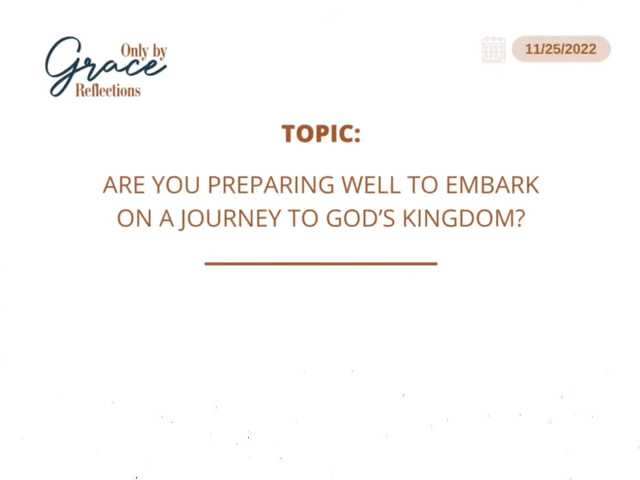 Only by
Grace
Reflections
11/25/2022
TOPIC:
ARE YOU PREPARING WELL TO EMBARK
ON A JOURNEY TO GOD'S KINGDOM?